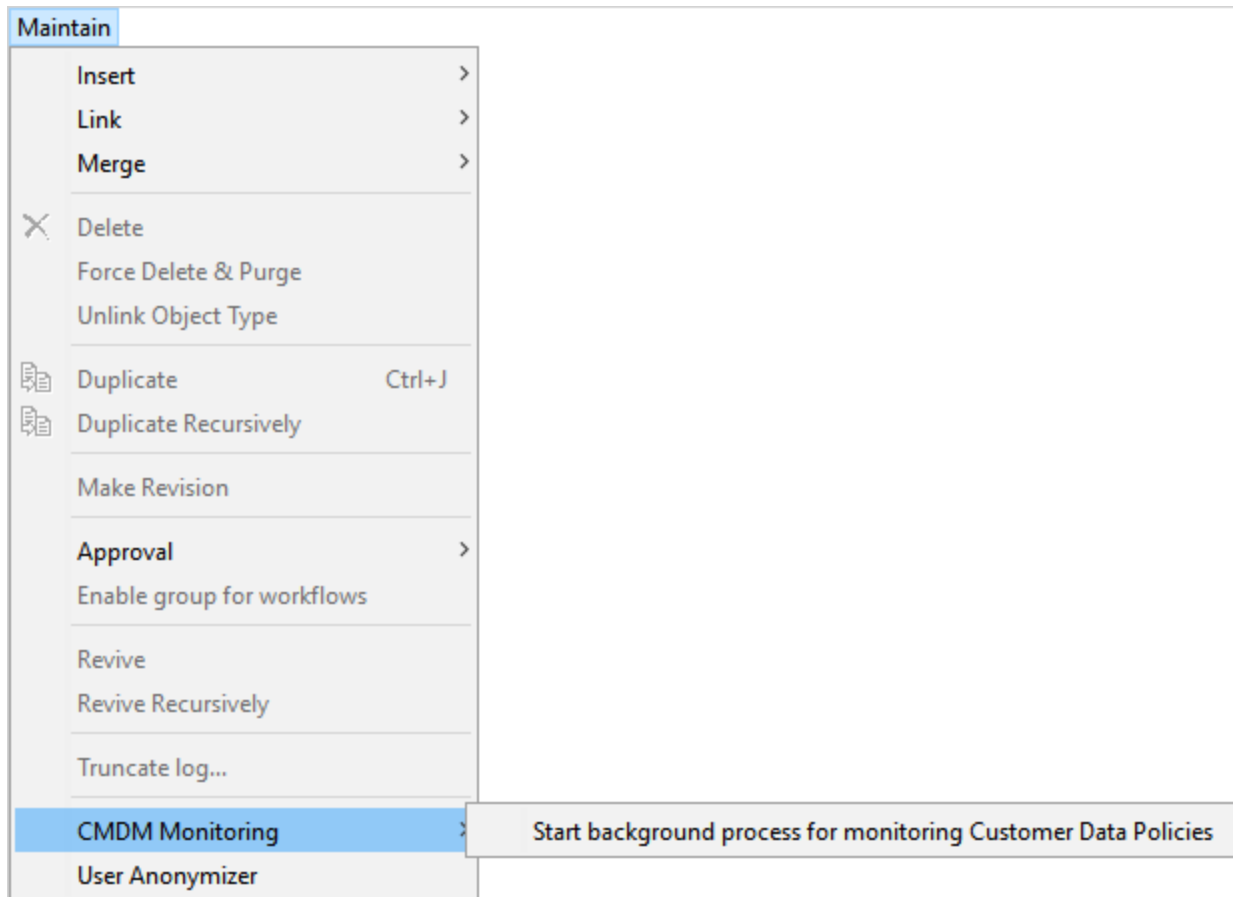 Maintain
Insert
Link
Merge
Delete
Force Delete & Purge
Unlink Object Type
Duplicate Ctrl+J
Duplicate Recursively
Make Revision
Approval
Enable group for workflows
Revive
Revive Recursively
Truncate log...
CMDM Monitoring Start background process for monitoring Customer Data Policies
User Anonymizer